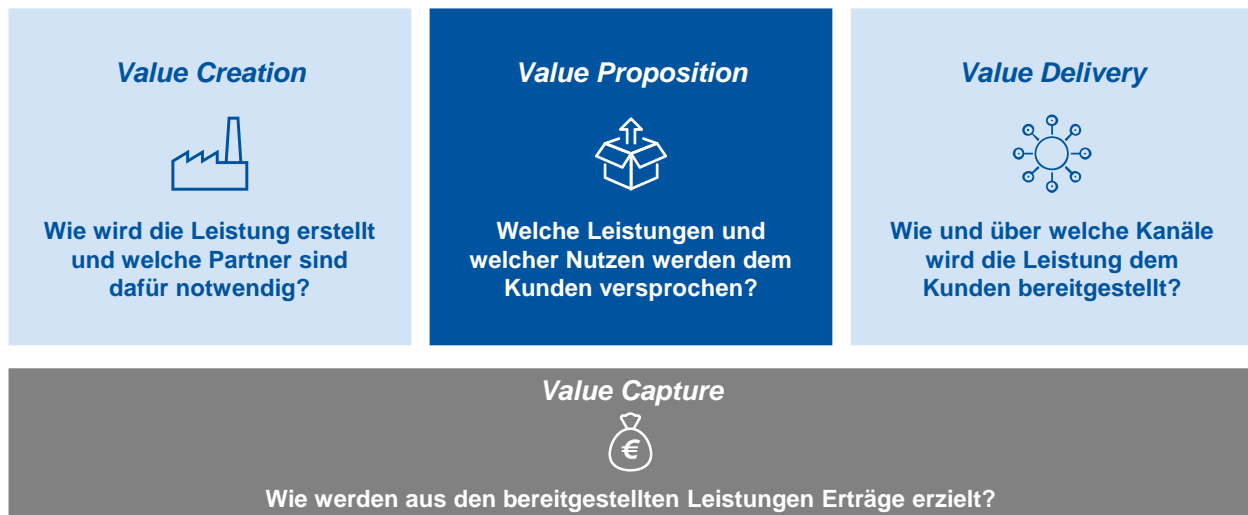 Value Creation
Wie wird die Leistung erstellt
und welche Partner sind
dafür notwendig?
Value Proposition
Welche Leistungen und
welcher Nutzen werden dem
Kunden versprochen?
Value Delivery
Wie und über welche Kanäle
wird die Leistung dem
Kunden bereitgestellt?
Value Capture
€
Wie werden aus den bereitgestellten Leistungen Erträge erzielt?